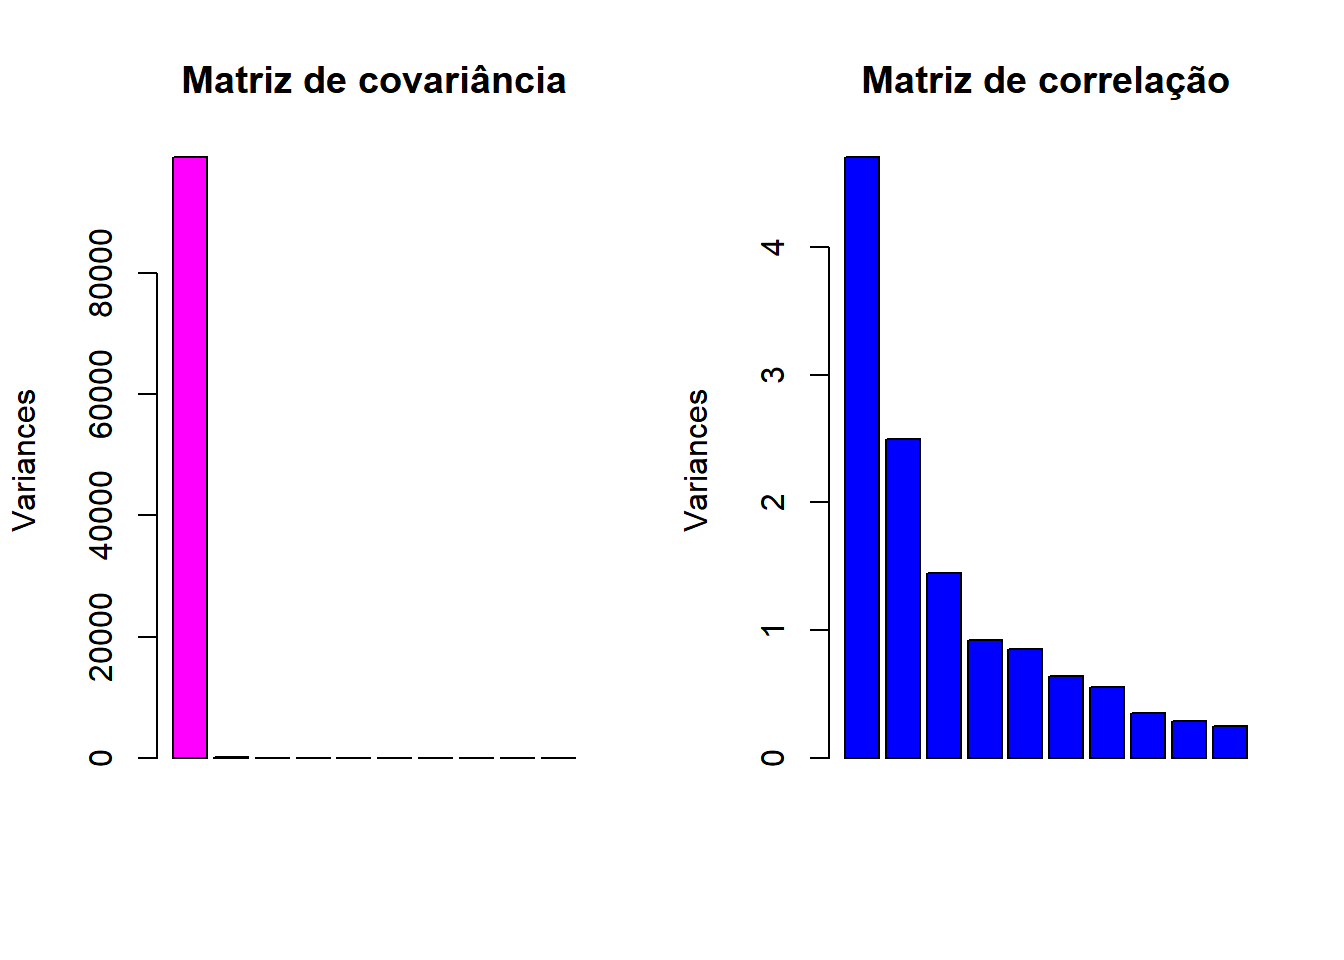 Matriz de covariância
Variances
80000
60000
40000
20000
0
Matriz de correlação
Variances
4
3
2
1
0